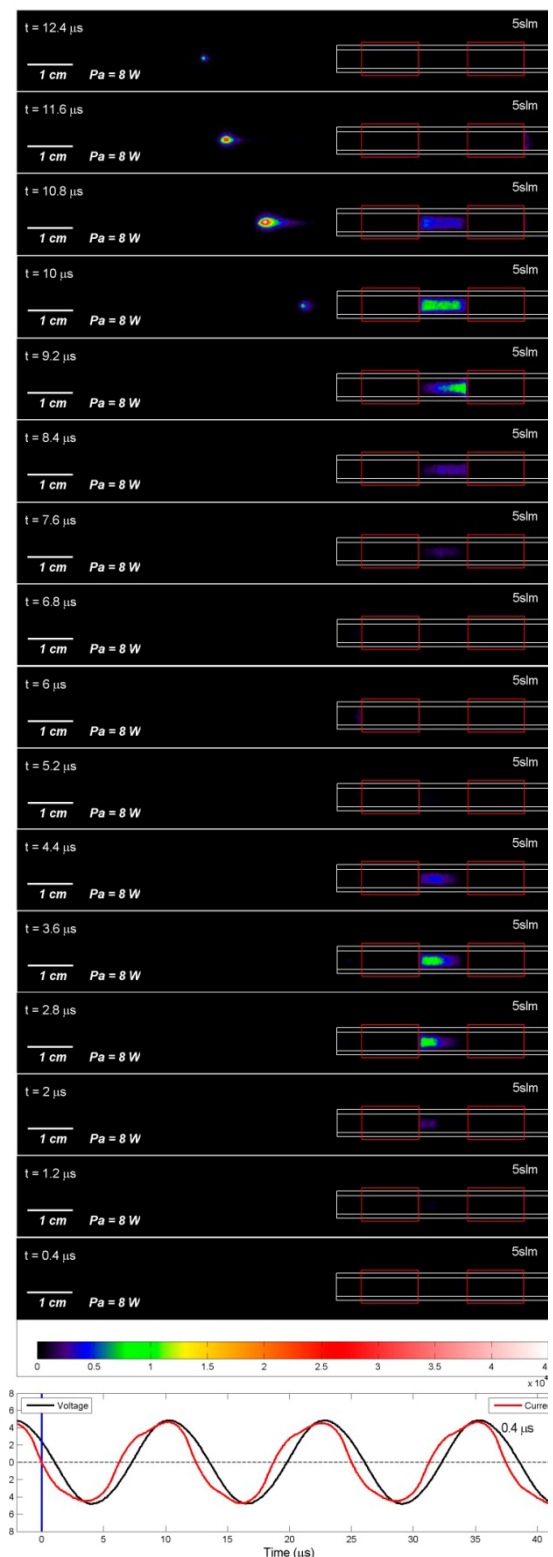 t = 12.4 μs 5slm
1 cm Pa = 8 W
t = 11.6 μs 5slm
1 cm Pa = 8 W
t = 10.8 μs 5slm
1 cm Pa = 8 W
t = 10 μs 5slm
1 cm Pa = 8 W
t = 9.2 μs 5slm
1 cm Pa = 8 W
t = 8.4 μs 5slm
1 cm Pa = 8 W
t = 7.6 μs 5slm
1 cm Pa = 8 W
t = 6.8 μs 5slm
1 cm Pa = 8 W
t = 6 μs 5slm
1 cm Pa = 8 W
t = 5.2 μs 5slm
1 cm Pa = 8 W
t = 4.4 μs 5slm
1 cm Pa = 8 W
t = 3.6 μs 5slm
1 cm Pa = 8 W
t = 2.8 μs 5slm
1 cm Pa = 8 W
t = 2 μs 5slm
1 cm Pa = 8 W
t = 1.2 μs 5slm
1 cm Pa = 8 W
t = 0.4 μs 5slm
1 cm Pa = 8 W
0 0.5 1 1.5 2 2.5 3 3.5 4 4.
x 10⁴
8
Voltage Curre
6
0.4 μs
4
2
0
2
4
6
8
0 5 10 15 20 25 30 35 40
Time (μs)